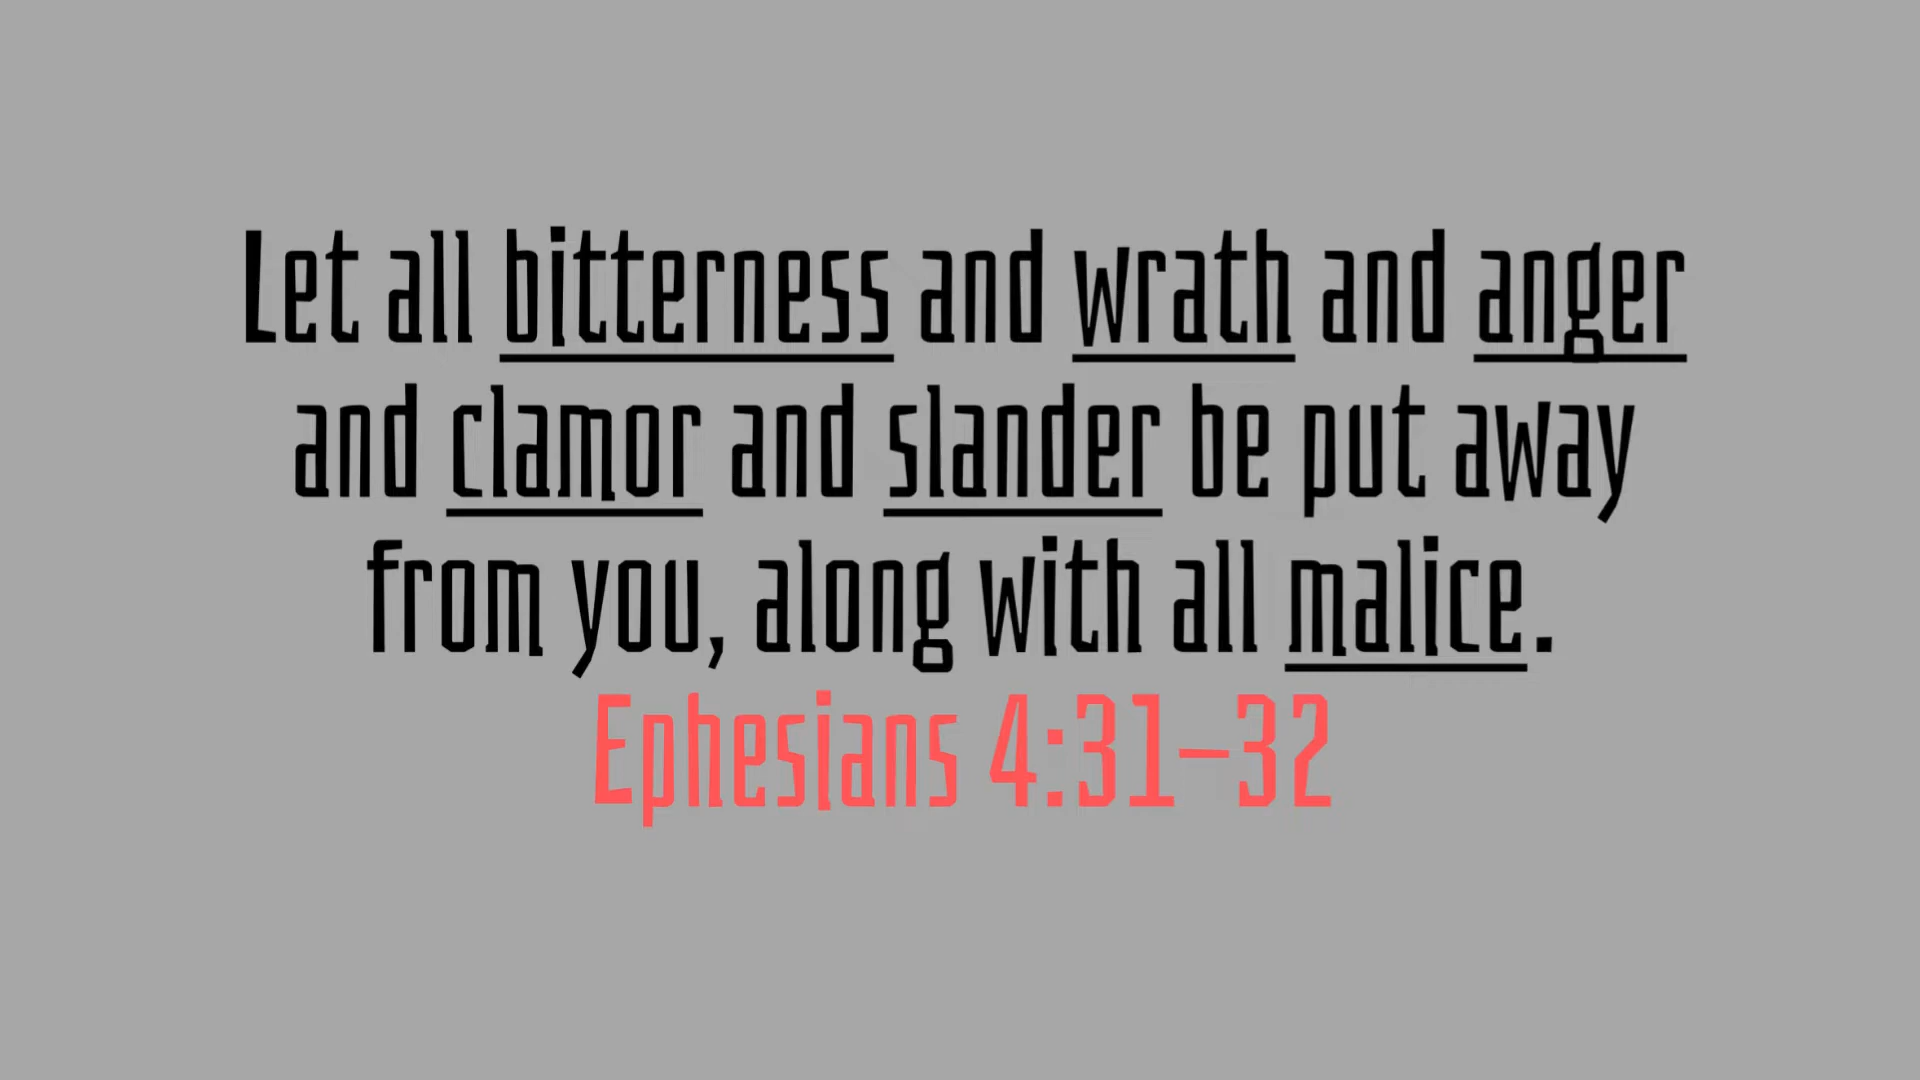 Let all bitterness and wrath and anger
and clamor and slander be put away
from you, along with all malice.
Ephesians 4:31–32